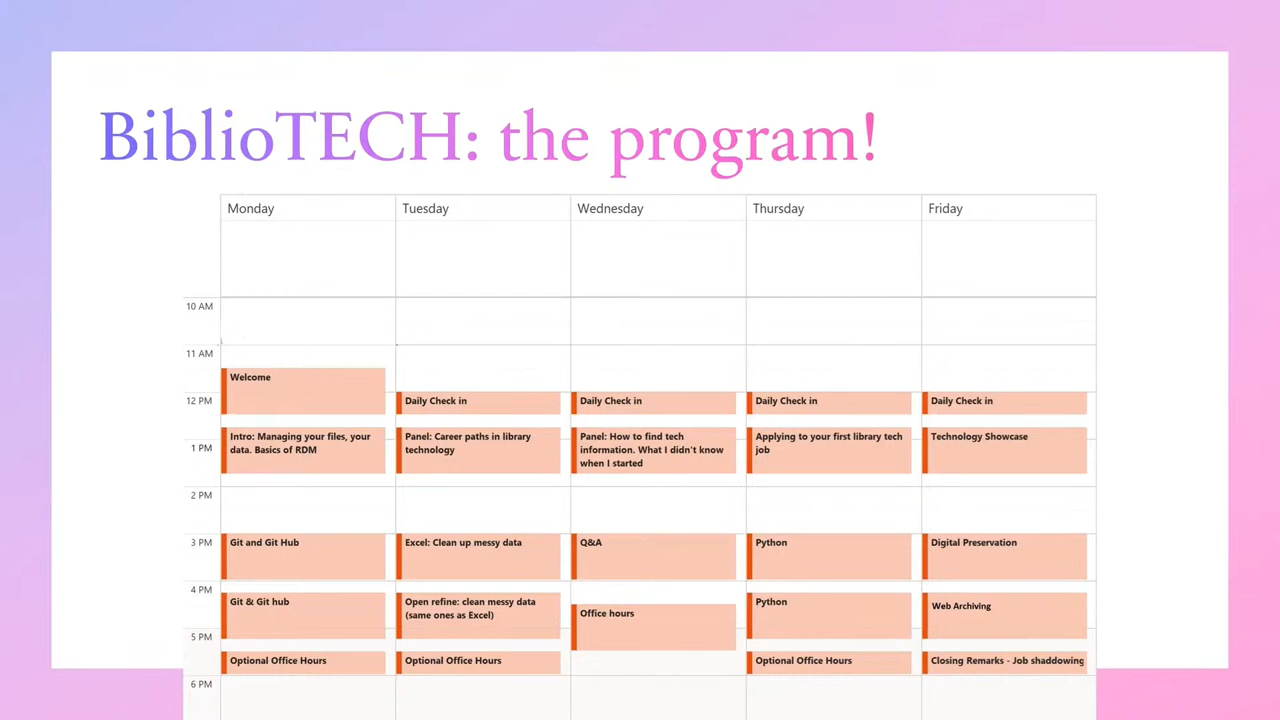 BiblioTECH: the program!
Monday
Tuesday
Wednesday
Thursday
Friday
10 AM
11 AM
Welcome
12 PM
Daily Check in
Daily Check in
Daily Check in
Daily Check in
Intro: Managing your files, your
data. Basics of RDM
Panel: Career paths in library
technology
Panel: How to find tech
information. What I didn't know
when I started
Applying to your first library tech
job
Technology Showcase
1 PM
2 PM
3 PM
Git and Git Hub
Excel: Clean up messy data
Q&A
Python
Digital Preservation
4 PM
Git & Git hub
Open refine: clean messy data
(same ones as Excel)
Office hours
Python
Web Archiving
5 PM
Optional Office Hours
Optional Office Hours
Optional Office Hours
Closing Remarks - Job shaddowing
6 PM